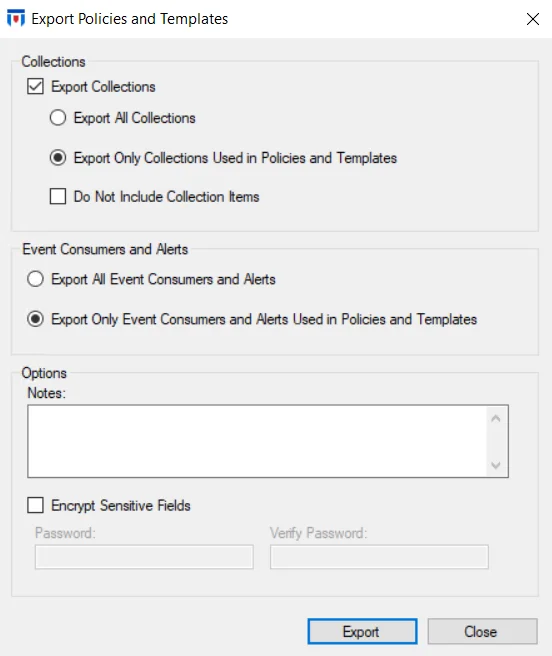 Export Policies and Templates
Collections
Export Collections
Export All Collections
Export Only Collections Used in Policies and Templates
Do Not Include Collection Items
Event Consumers and Alerts
Export All Event Consumers and Alerts
Export Only Event Consumers and Alerts Used in Policies and Templates
Options
Notes:
Encrypt Sensitive Fields
Password: Verify Password:
Export Close